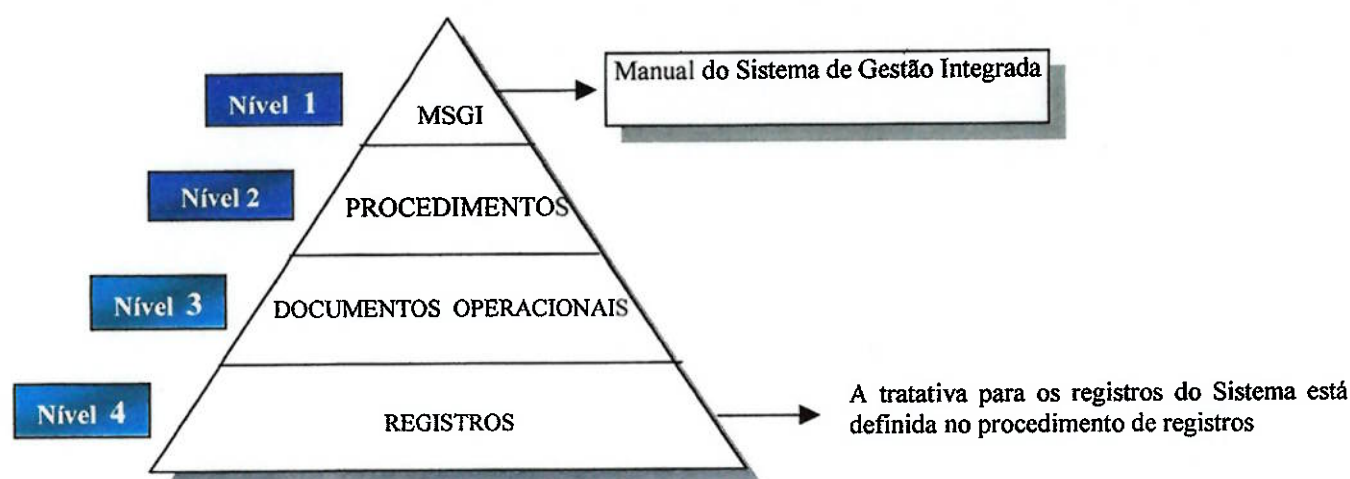 Nível 1
MSGI
Manual do Sistema de Gestão Integrada
Nível 2
PROCEDIMENTOS
Nível 3
DOCUMENTOS OPERACIONAIS
Nível 4
REGISTROS
A tratativa para os registros do Sistema está
definida no procedimento de registros